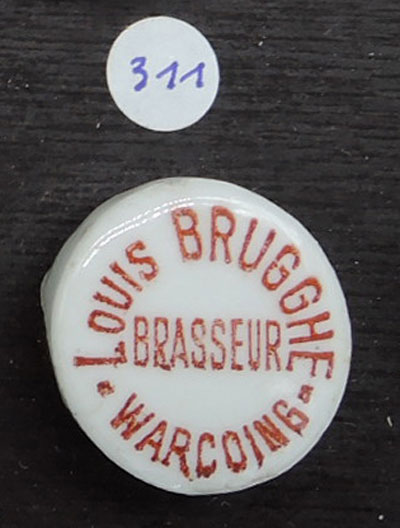 311
LOUIS BRUGGHE
BRASSEUR
WARCOING